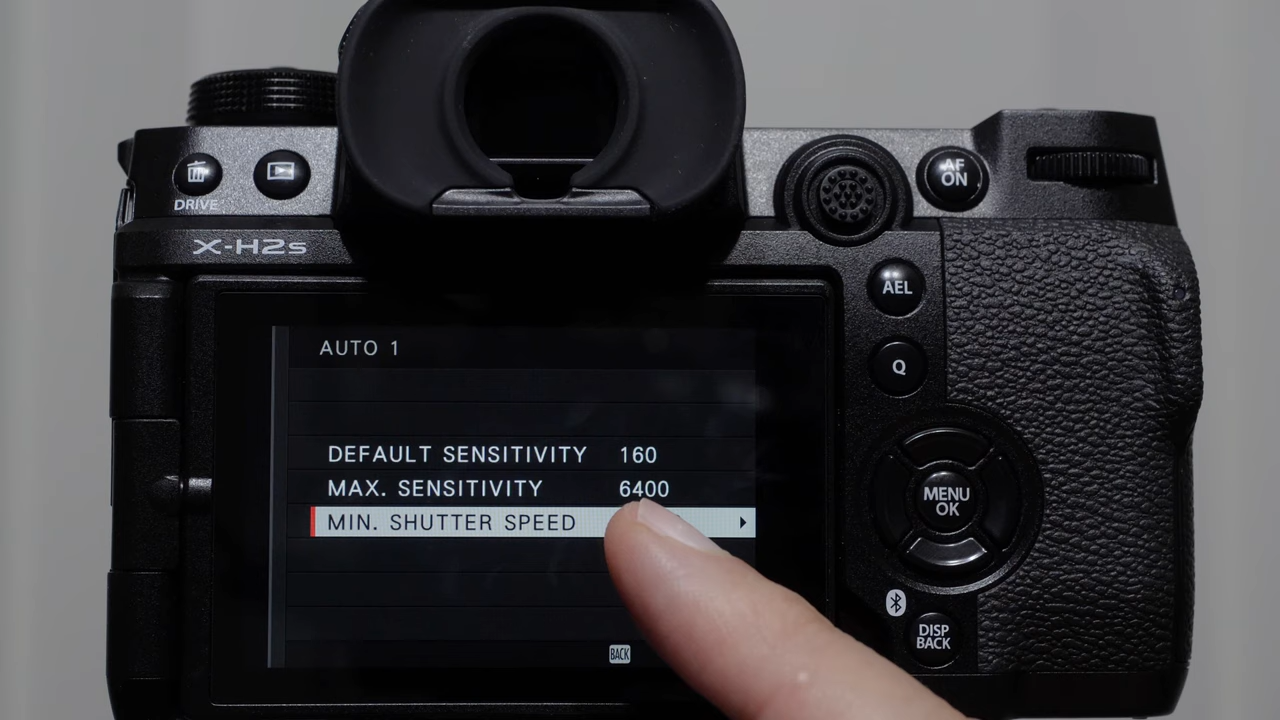 AF
ON
DRIVE
X-H2S
AEL
AUTO 1
Q
DEFAULT SENSITIVITY 160
MAX. SENSITIVITY 6400
MIN. SHUTTER SPEED
MENU
OK
DISP
BACK
BACK